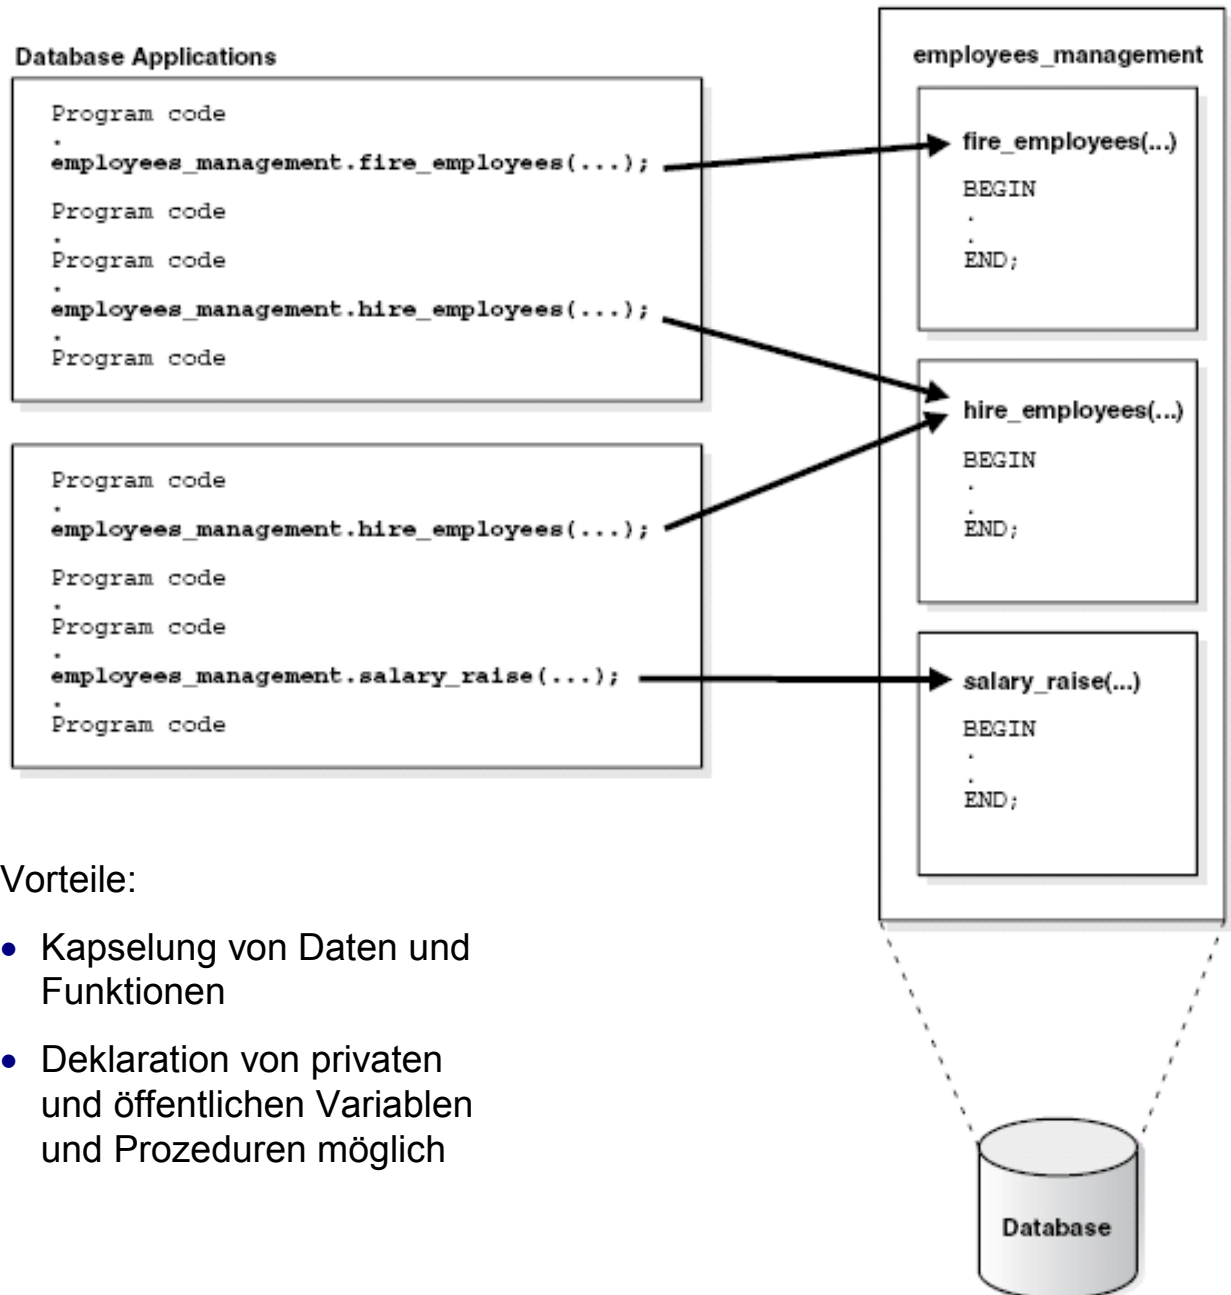 Database Applications
Program code
.
employees_management.fire_employees(...);
Program code
.
Program code
.
employees_management.hire_employees(...);
.
Program code
Program code
.
employees_management.hire_employees(...);
Program code
.
Program code
.
employees_management.salary_raise(...);
.
Program code
employees_management
fire_employees(...)
BEGIN
.
.
END;
hire_employees(...)
BEGIN
.
.
END;
salary_raise(...)
BEGIN
.
.
END;
Database
Vorteile:
• Kapselung von Daten und
Funktionen
• Deklaration von privaten
und öffentlichen Variablen
und Prozeduren möglich